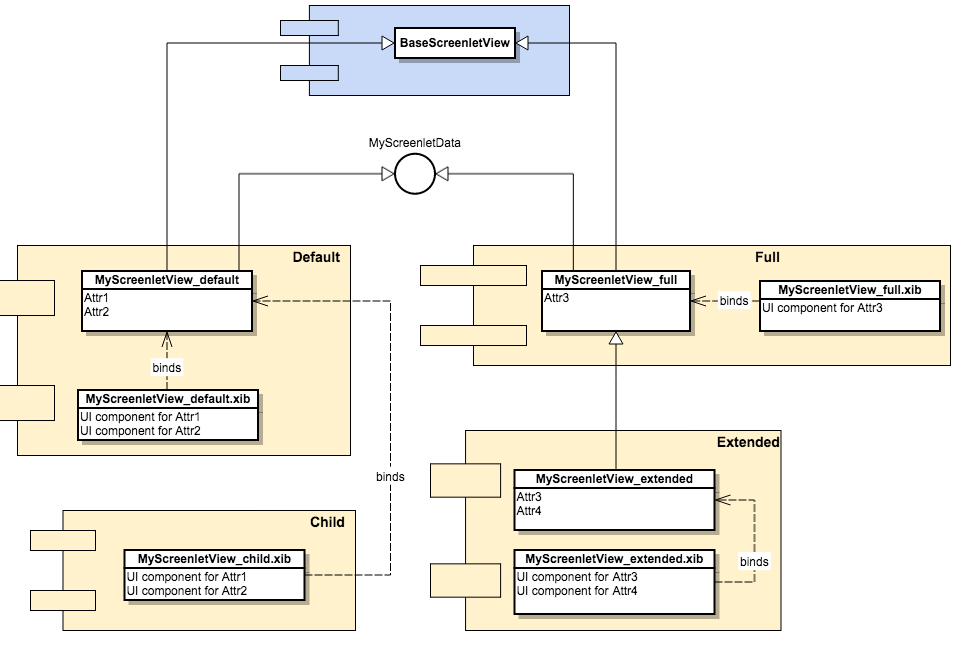 BaseScreenletView
MyScreenletData
Default
MyScreenletView_default
Attr1
Attr2
binds
MyScreenletView_default.xib
UI component for Attr1
UI component for Attr2
binds
Child
MyScreenletView_child.xib
UI component for Attr1
UI component for Attr2
Full
MyScreenletView_full
Attr3
binds
MyScreenletView_full.xib
UI component for Attr3
Extended
MyScreenletView_extended
Attr3
Attr4
MyScreenletView_extended.xib
UI component for Attr3
UI component for Attr4
binds